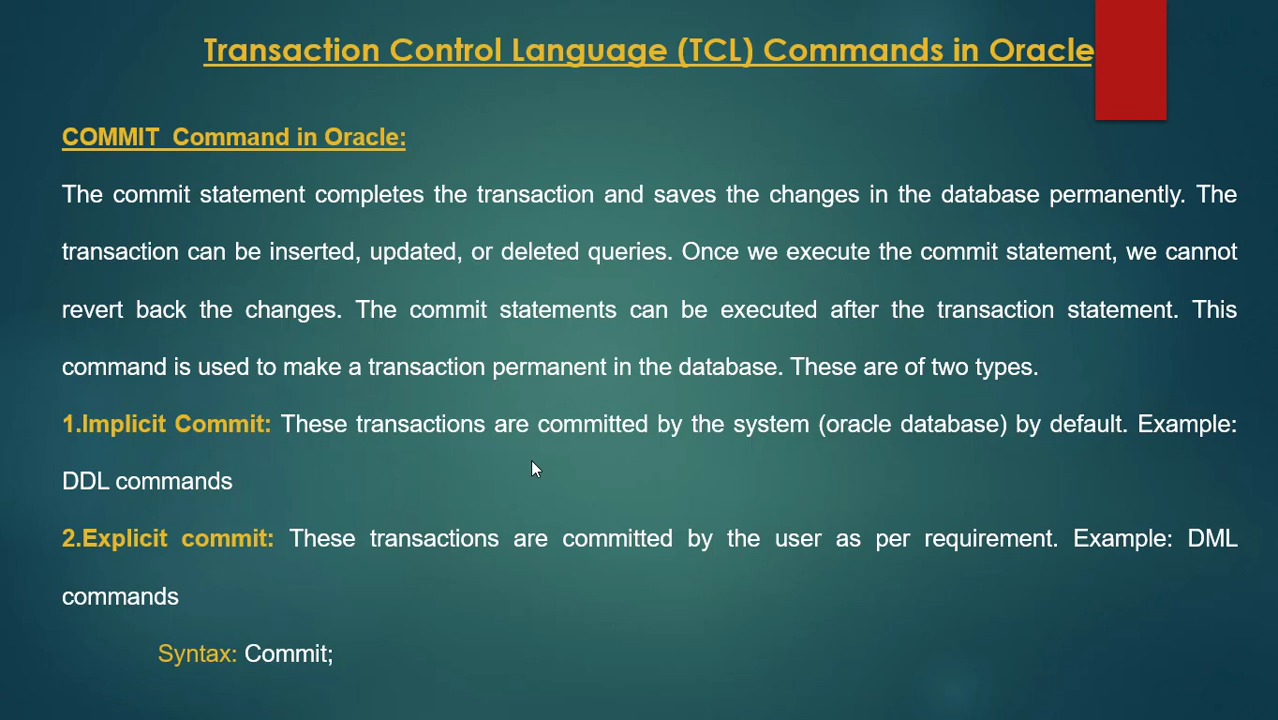 Transaction Control Language (TCL) Commands in Oracle
COMMIT Command in Oracle:
The commit statement completes the transaction and saves the changes in the database permanently. The
transaction can be inserted, updated, or deleted queries. Once we execute the commit statement, we cannot
revert back the changes. The commit statements can be executed after the transaction statement. This
command is used to make a transaction permanent in the database. These are of two types.
1.Implicit Commit: These transactions are committed by the system (oracle database) by default. Example:
DDL commands
2.Explicit commit: These transactions are committed by the user as per requirement. Example: DML
commands
Syntax: Commit;